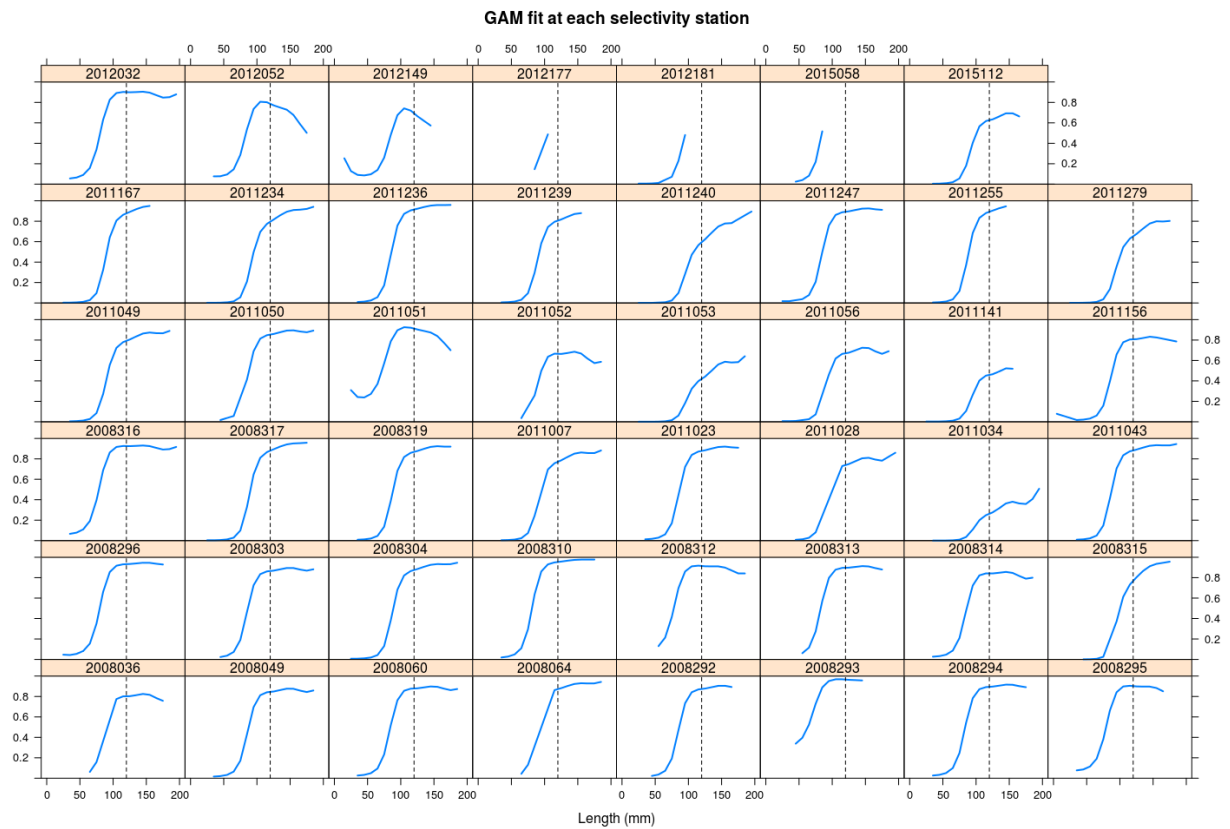 GAM fit at each selectivity station
0 50 100 150 200 0 50 100 150 200 0 50 100 150 200
2012032 2012052 2012149 2012177 2012181 2015058 2015112
0.8
0.6
0.4
0.2
2011167 2011234 2011236 2011239 2011240 2011247 2011255 2011279
0.8
0.6
0.4
0.2
2011049 2011050 2011051 2011052 2011053 2011056 2011141 2011156
0.8
0.6
0.4
0.2
2008316 2008317 2008319 2011007 2011023 2011028 2011034 2011043
0.8
0.6
0.4
0.2
2008296 2008303 2008304 2008310 2008312 2008313 2008314 2008315
0.8
0.6
0.4
0.2
2008036 2008049 2008060 2008064 2008292 2008293 2008294 2008295
0.8
0.6
0.4
0.2
0 50 100 150 200 0 50 100 150 200 0 50 100 150 200 0 50 100 150 200
Length (mm)